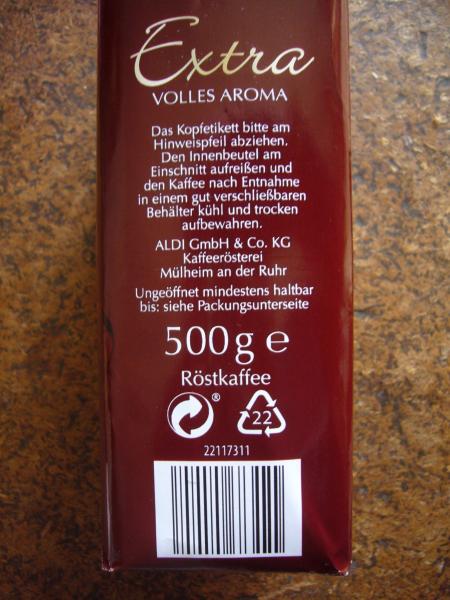 Extra
VOLLES AROMA
Das Kopfetikett bitte am
Hinweispfeil abziehen.
Den Innenbeutel am
Einschnitt aufreißen und
den Kaffee nach Entnahme
in einem gut verschließbaren
Behälter kühl und trocken
aufbewahren.
ALDI GmbH & Co. KG
Kaffeerösterei
Mülheim an der Ruhr
Ungeöffnet mindestens haltbar
bis: siehe Packungsunterseite
500g e
Röstkaffee
®
22
22117311